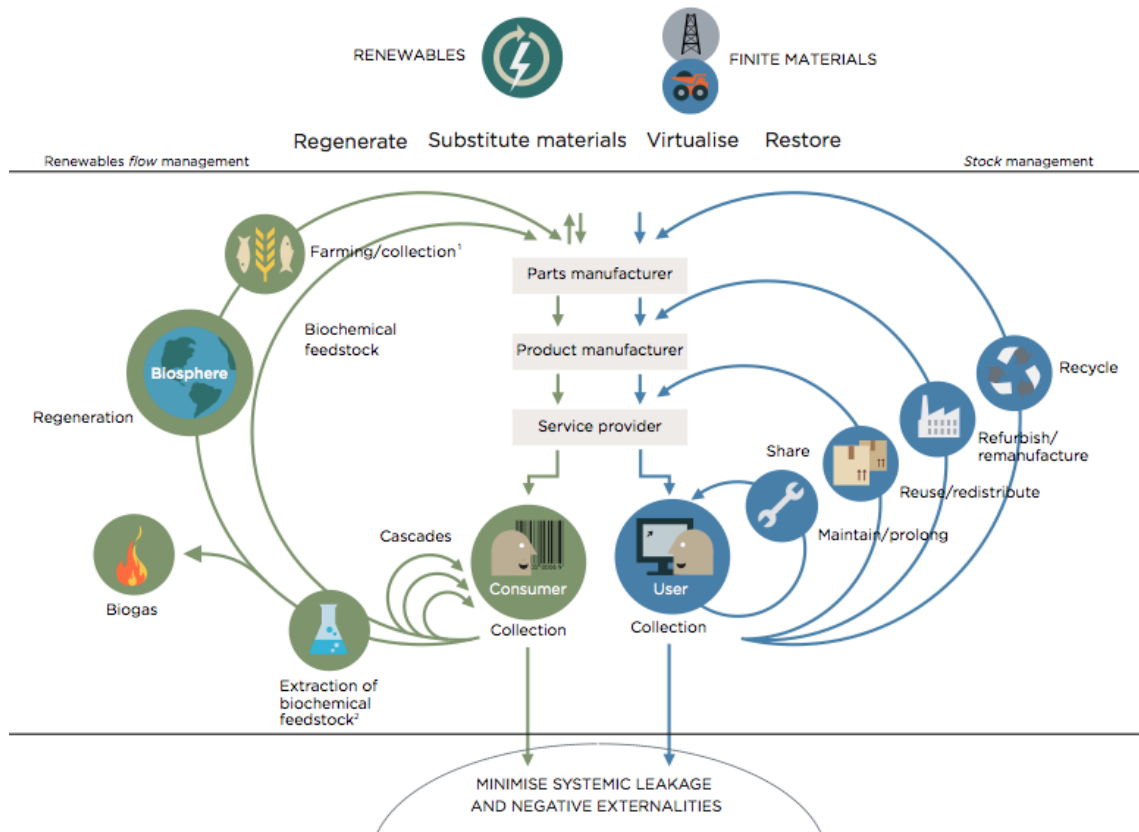 RENEWABLES
FINITE MATERIALS
Regenerate Substitute materials Virtualise Restore
Renewables flow management
Stock management
Farming/collection¹
Parts manufacturer
Biochemical
feedstock
Product manufacturer
Biosphere
Recycle
Regeneration
Service provider
Refurbish/
remanufacture
Share
Reuse/redistribute
Maintain/prolong
Cascades
Biogas
Consumer
User
Collection
Collection
Extraction of
biochemical
feedstock²
MINIMISE SYSTEMIC LEAKAGE
AND NEGATIVE EXTERNALITIES